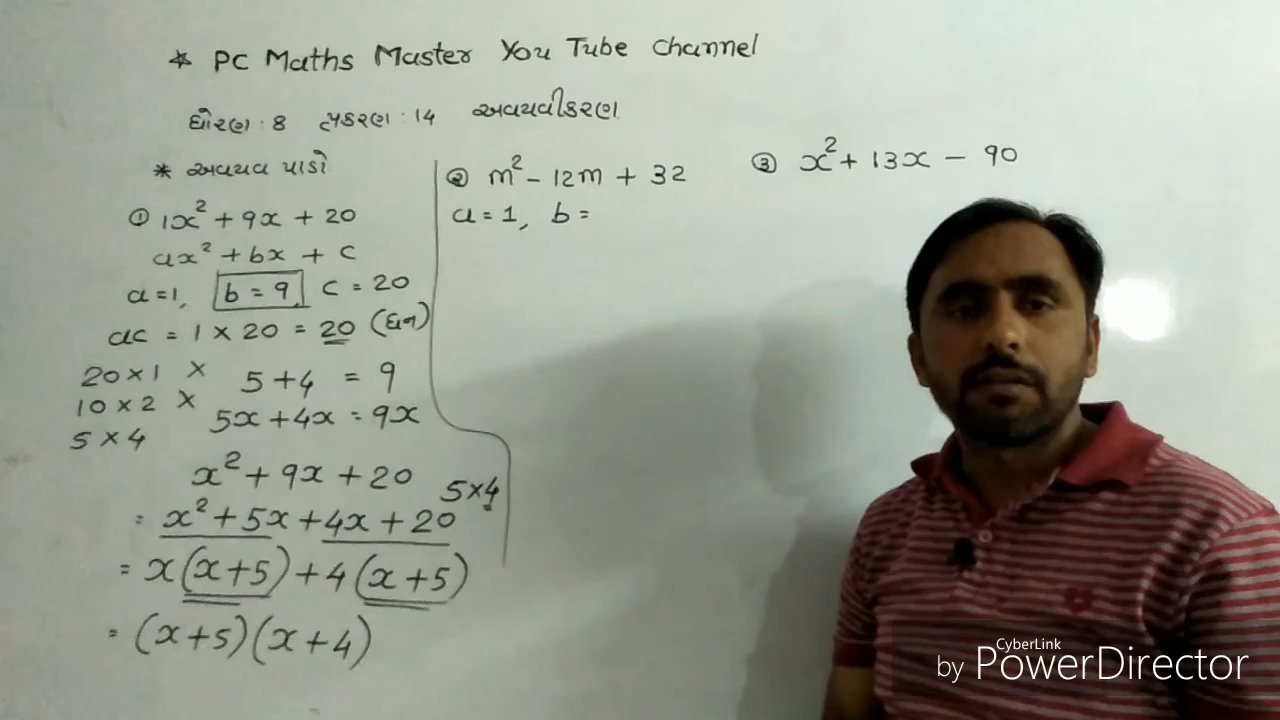 * PC Maths Master You Tube Channel
ધોરણ : 8 પ્રકરણ : 14 અવયવીકરણ
* અવયવ પાડો
① 1x² + 9x + 20
ax² + bx + c
a = 1, b = 9, c = 20
ac = 1 × 20 = 20 (ધન)
20 × 1 ×
10 × 2 ×
5 × 4
5 + 4 = 9
5x + 4x = 9x
x² + 9x + 20
5 × 4
= x² + 5x + 4x + 20
= x(x+5) + 4(x+5)
= (x+5)(x+4)
② m² - 12m + 32
a = 1, b =
③ x² + 13x - 90
CyberLink
by PowerDirector